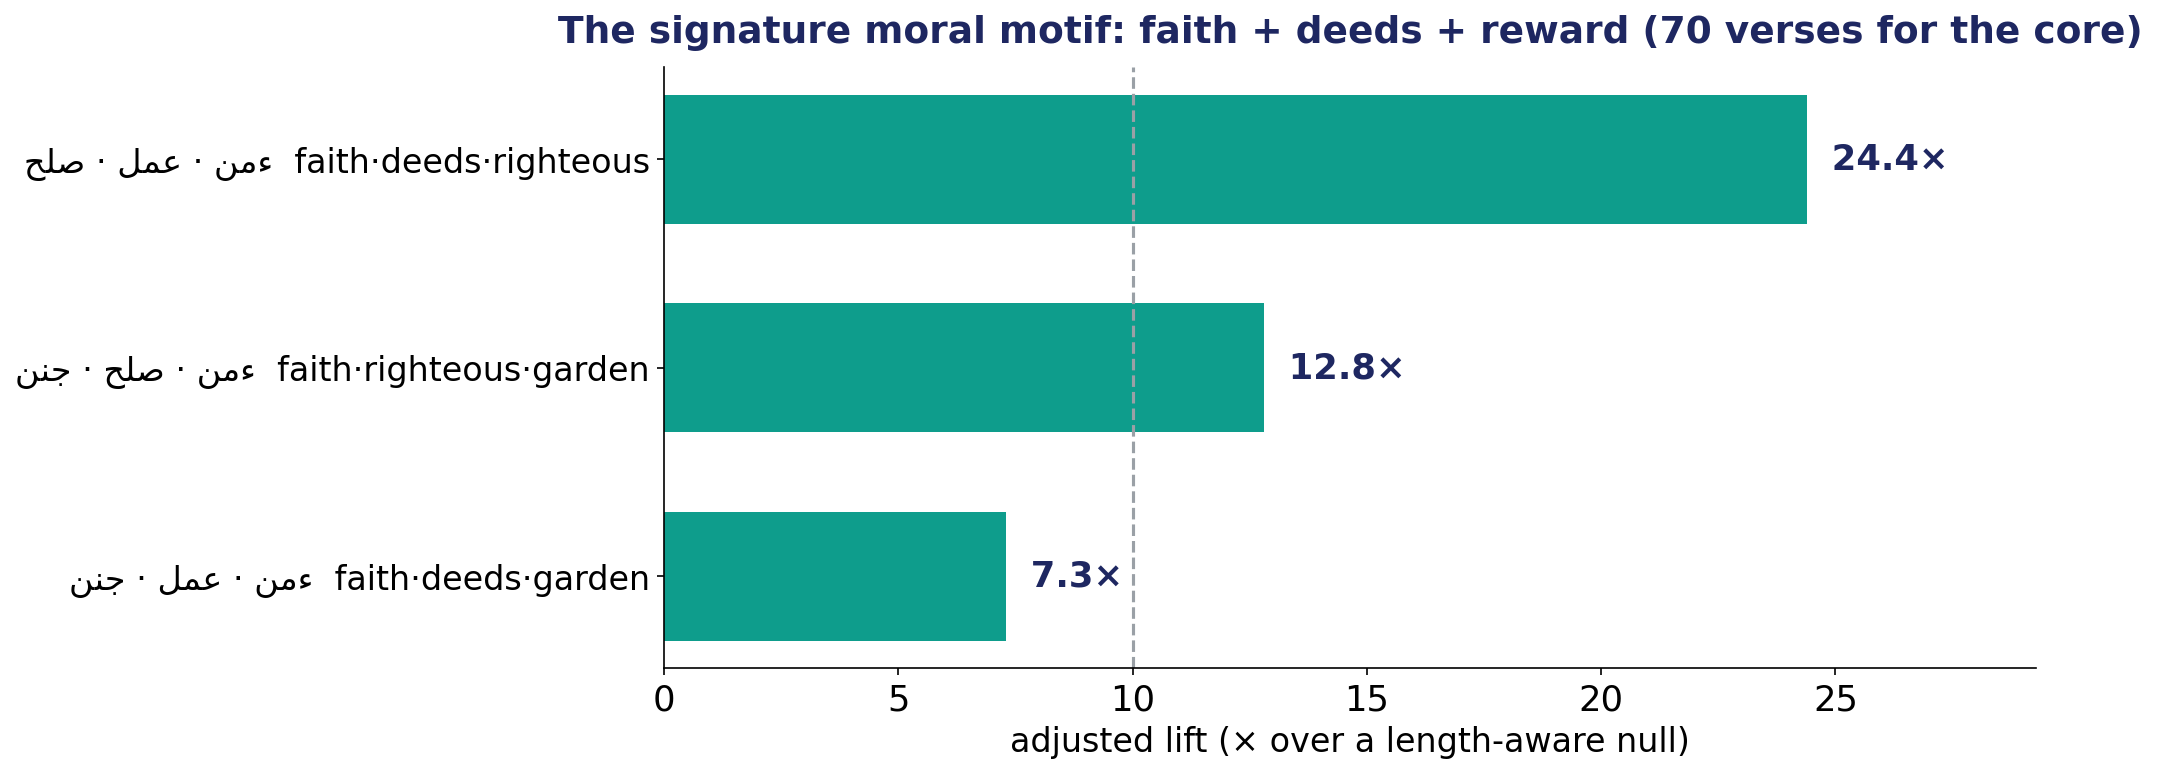 The signature moral motif: faith + deeds + reward (70 verses for the core)
ءمن · عمل · صلح  faith·deeds·righteous
24.4×
ءمن · صلح · جنن  faith·righteous·garden
12.8×
ءمن · عمل · جنن  faith·deeds·garden
7.3×
0 5 10 15 20 25
adjusted lift (× over a length-aware null)